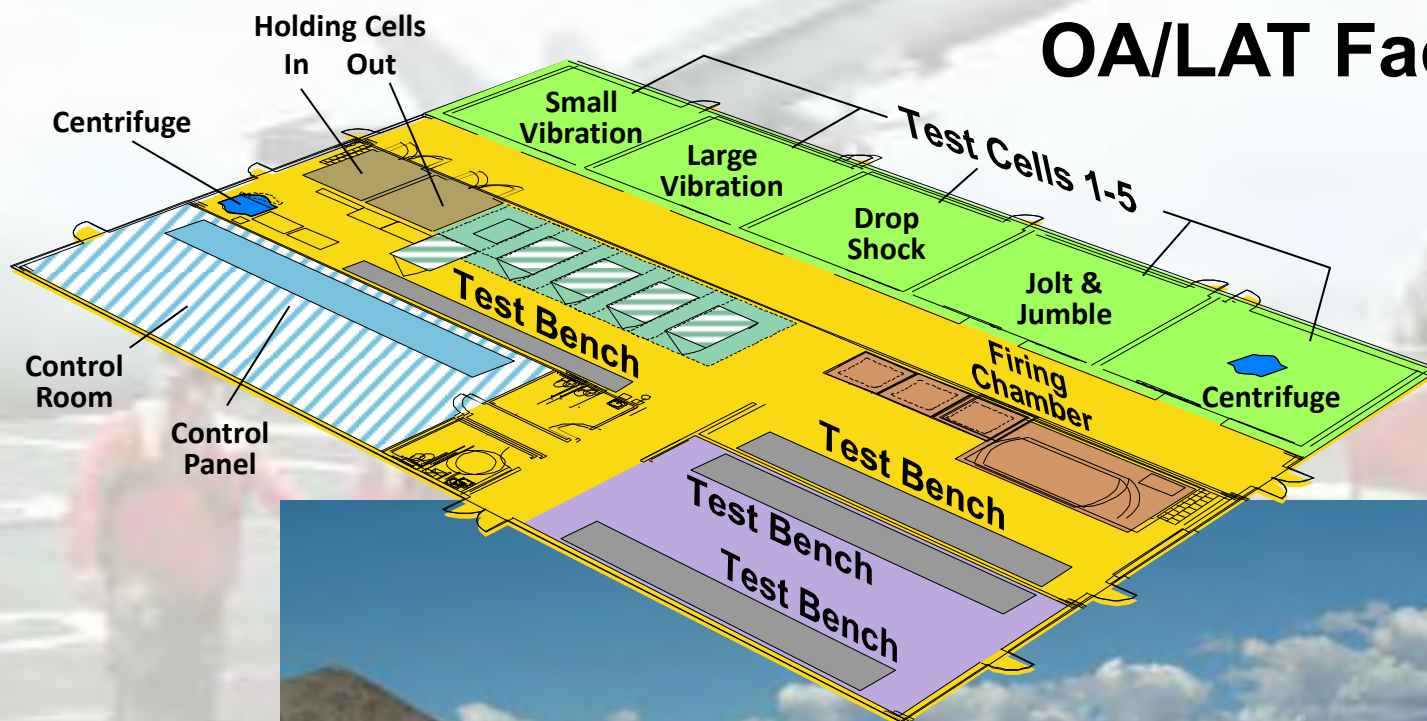 OA/LAT Fac
Holding Cells
In Out
Centrifuge
Small
Vibration
Large
Vibration
Drop
Shock
Jolt &
Jumble
Centrifuge
Test Cells 1-5
Test Bench
Firing
Chamber
Test Bench
Test Bench
Test Bench
Control
Room
Control
Panel